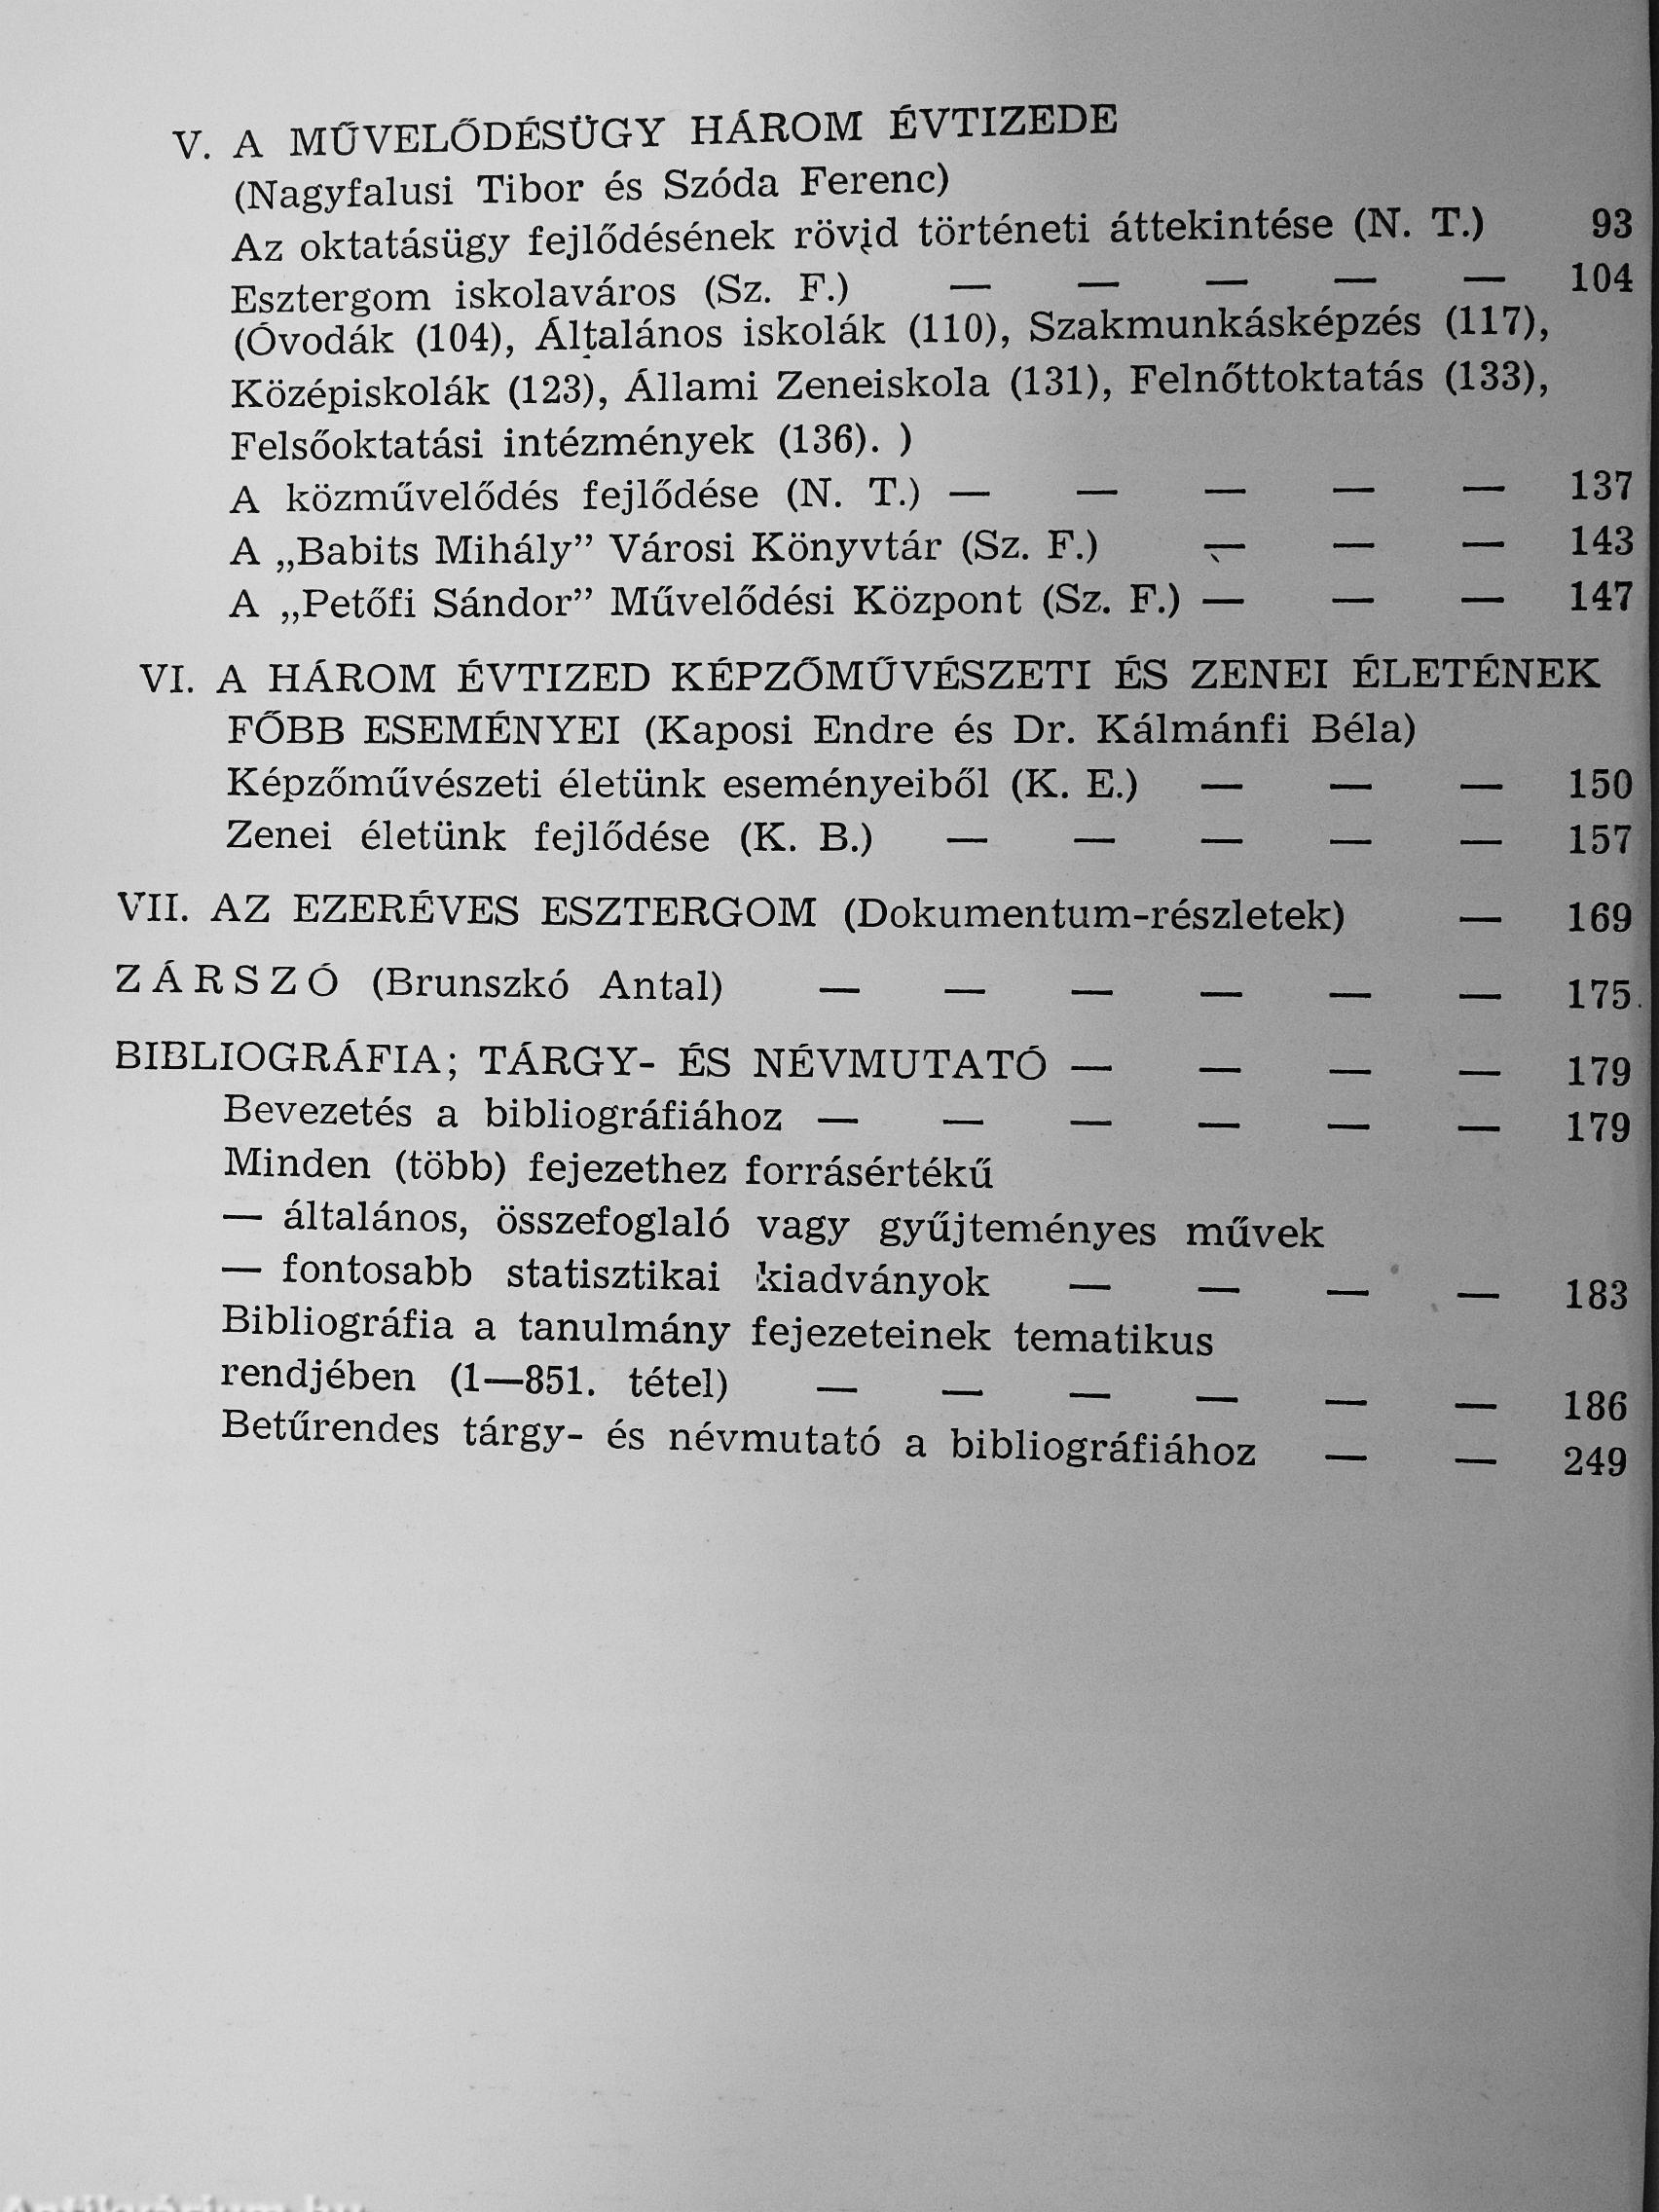 V. A MŰVELŐDÉSÜGY HÁROM ÉVTIZEDE
(Nagyfalusi Tibor és Szóda Ferenc)
Az oktatásügy fejlődésének rövid történeti áttekintése (N. T.) 93
Esztergom iskolaváros (Sz. F.) — — — — — 104
(Óvodák (104), Általános iskolák (110), Szakmunkásképzés (117),
Középiskolák (123), Állami Zeneiskola (131), Felnőttoktatás (133),
Felsőoktatási intézmények (136). )
A közművelődés fejlődése (N. T.) — — — — — 137
A „Babits Mihály” Városi Könyvtár (Sz. F.) — — — 143
A „Petőfi Sándor” Művelődési Központ (Sz. F.) — — — 147
VI. A HÁROM ÉVTIZED KÉPZŐMŰVÉSZETI ÉS ZENEI ÉLETÉNEK
FŐBB ESEMÉNYEI (Kaposi Endre és Dr. Kálmánfi Béla)
Képzőművészeti életünk eseményeiből (K. E.) — — — 150
Zenei életünk fejlődése (K. B.) — — — — — 157
VII. AZ EZERÉVES ESZTERGOM (Dokumentum-részletek) — 169
ZÁRSZÓ (Brunszkó Antal) — — — — — — 175
BIBLIOGRÁFIA; TÁRGY- ÉS NÉVMUTATÓ — — — — 179
Bevezetés a bibliográfiához — — — — — — 179
Minden (több) fejezethez forrásértékű
— általános, összefoglaló vagy gyűjteményes művek
— fontosabb statisztikai kiadványok — — — — 183
Bibliográfia a tanulmány fejezeteinek tematikus
rendjében (1—851. tétel) — — — — — — 186
Betűrendes tárgy- és névmutató a bibliográfiához — — 249